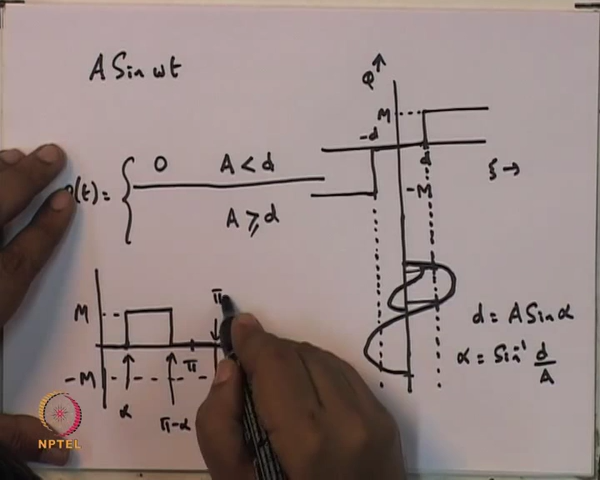 A Sin ωt
Q ↑
M
-d
d
ξ →
-M
(t) = { 0 A < d
A ⩾ d
d = A Sin α
α = Sin⁻¹ d/A
M
-M
π
π
α
π-α
NPTEL